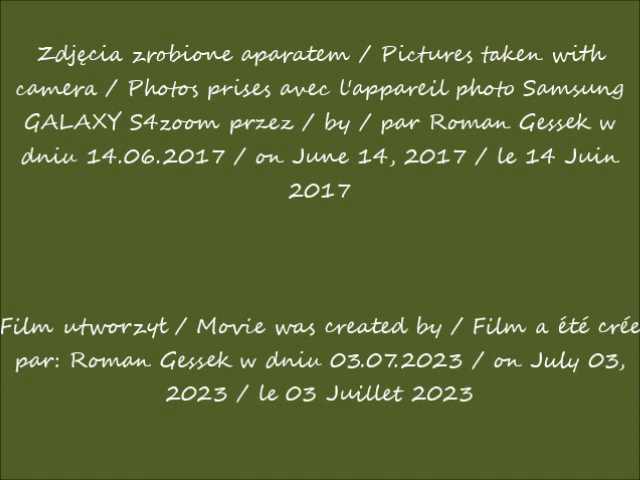 Zdjęcia zrobione aparatem / Pictures taken with
camera / Photos prises avec l'appareil photo Samsung
GALAXY S4zoom przez / by / par Roman Gessek w
dniu 14.06.2017 / on June 14, 2017 / le 14 Juin
2017
Film utworzył / Movie was created by / Film a été crée
par: Roman Gessek w dniu 03.07.2023 / on July 03,
2023 / le 03 Juillet 2023